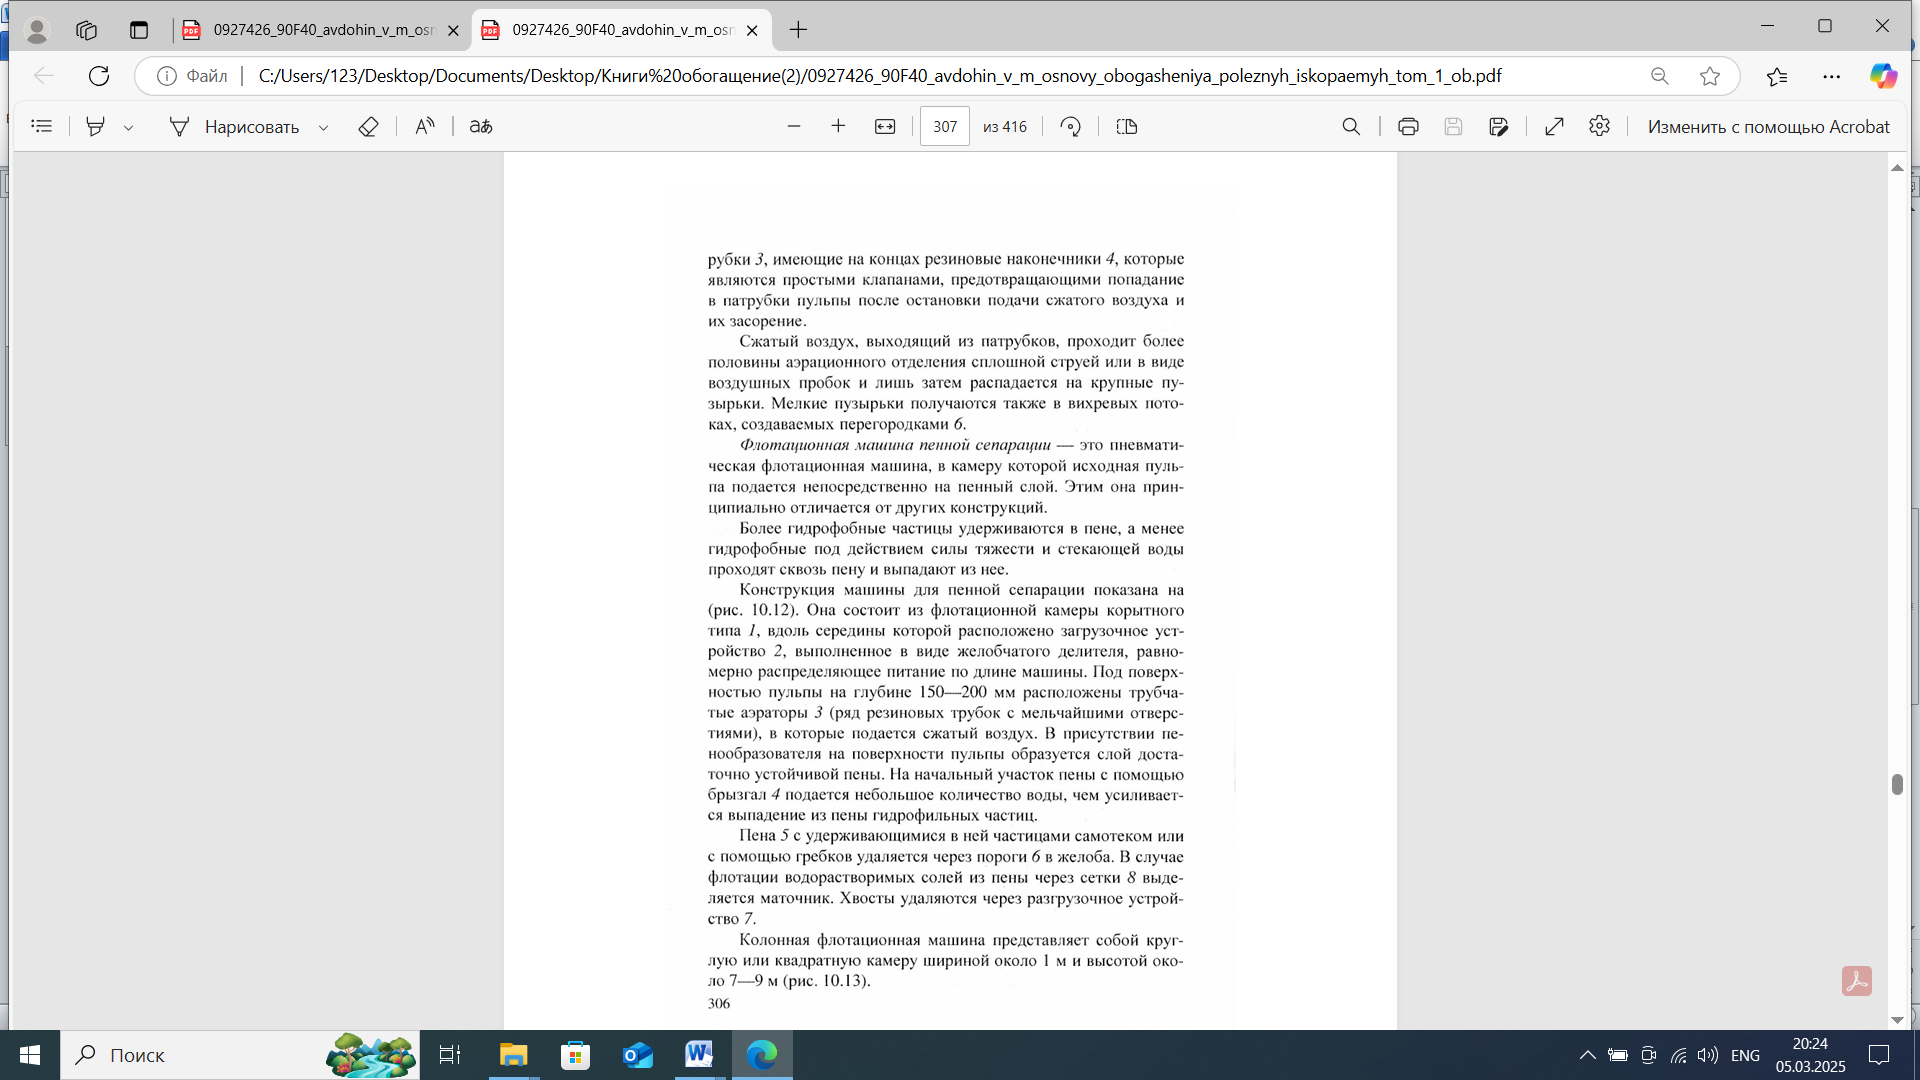 0927426_90F40_avdohin_v_m_osn
0927426_90F40_avdohin_v_m_osn
Файл
C:/Users/123/Desktop/Documents/Desktop/Книги%20обогащение(2)/0927426_90F40_avdohin_v_m_osnovy_obogasheniya_poleznyh_iskopaemyh_tom_1_ob.pdf
Нарисовать
аあ
307
из 416
Изменить с помощью Acrobat
рубки 3, имеющие на концах резиновые наконечники 4, которые
являются простыми клапанами, предотвращающими попадание
в патрубки пульпы после остановки подачи сжатого воздуха и
их засорение.
Сжатый воздух, выходящий из патрубков, проходит более
половины аэрационного отделения сплошной струей или в виде
воздушных пробок и лишь затем распадается на крупные пу-
зырьки. Мелкие пузырьки получаются также в вихревых пото-
ках, создаваемых перегородками 6.
Флотационная машина пенной сепарации — это пневмати-
ческая флотационная машина, в камеру которой исходная пуль-
па подается непосредственно на пенный слой. Этим она прин-
ципиально отличается от других конструкций.
Более гидрофобные частицы удерживаются в пене, а менее
гидрофобные под действием силы тяжести и стекающей воды
проходят сквозь пену и выпадают из нее.
Конструкция машины для пенной сепарации показана на
(рис. 10.12). Она состоит из флотационной камеры корытного
типа 1, вдоль середины которой расположено загрузочное уст-
ройство 2, выполненное в виде желобчатого делителя, равно-
мерно распределяющее питание по длине машины. Под поверх-
ностью пульпы на глубине 150—200 мм расположены трубча-
тые аэраторы 3 (ряд резиновых трубок с мельчайшими отверс-
тиями), в которые подается сжатый воздух. В присутствии пе-
нообразователя на поверхности пульпы образуется слой доста-
точно устойчивой пены. На начальный участок пены с помощью
брызгал 4 подается небольшое количество воды, чем усиливает-
ся выпадение из пены гидрофильных частиц.
Пена 5 с удерживающимися в ней частицами самотеком или
с помощью гребков удаляется через пороги 6 в желоба. В случае
флотации водорастворимых солей из пены через сетки 8 выде-
ляется маточник. Хвосты удаляются через разгрузочное устрой-
ство 7.
Колонная флотационная машина представляет собой круг-
лую или квадратную камеру шириной около 1 м и высотой око-
ло 7—9 м (рис. 10.13).
306
Поиск
ENG
20:24
05.03.2025